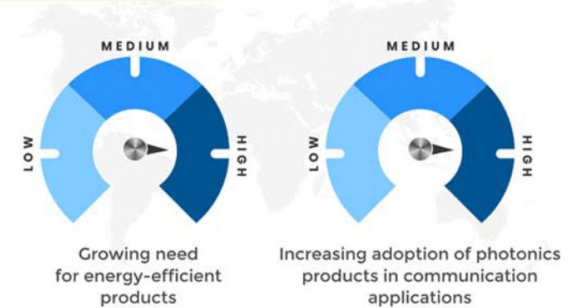 MEDIUM
LOW
HIGH
Growing need
for energy-efficient
products
MEDIUM
LOW
HIGH
Increasing adoption of photonics
products in communication
applications